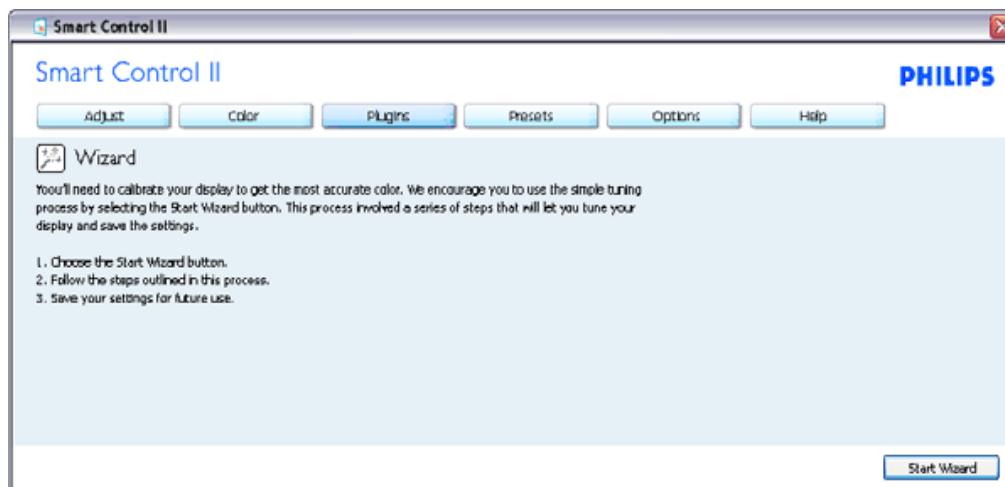 Smart Control II
Smart Control II
PHILIPS
Adjust Color Plugins Presets Options Help
Wizard
Yoou'll need to calibrate your display to get the most accurate color. We encourage you to use the simple tuning
process by selecting the Start Wizard button. This process involved a series of steps that will let you tune your
display and save the settings.
1. Choose the Start Wizard button.
2. Follow the steps outlined in this process.
3. Save your settings for future use.
Start Wizard